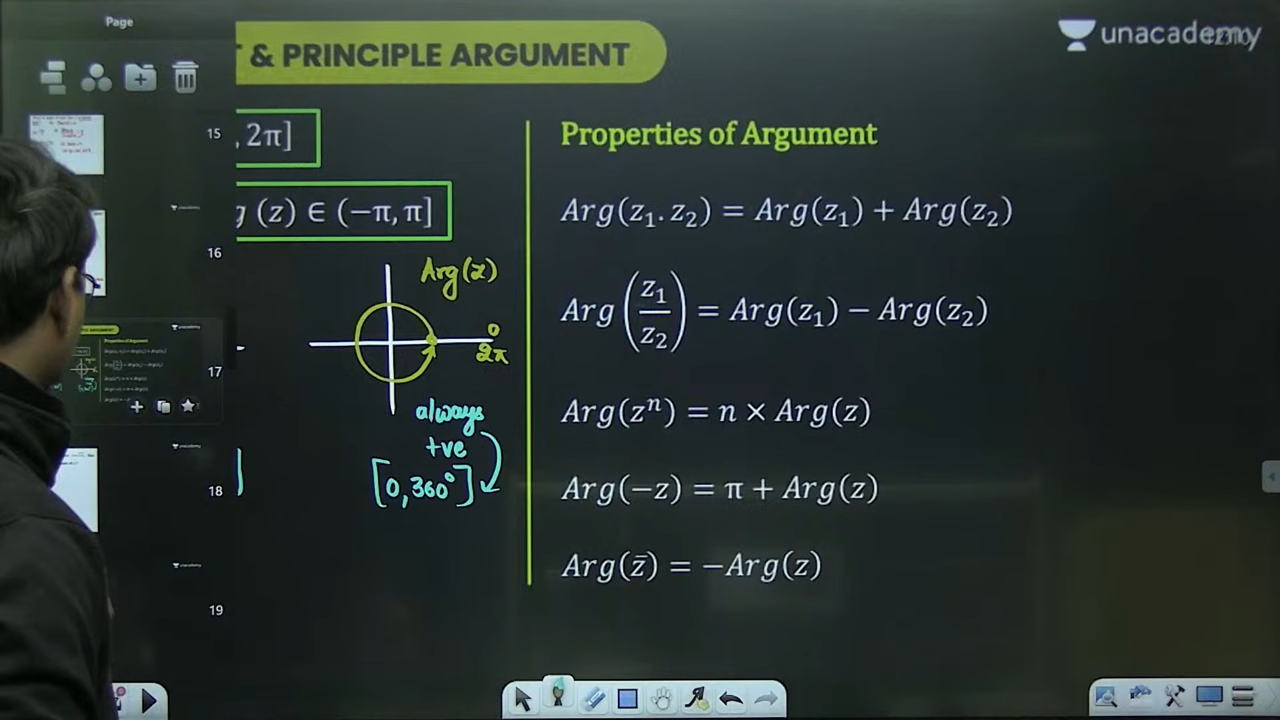 Page
& PRINCIPLE ARGUMENT
unacademy
15
16
17
18
19
, 2π]
g (z) ∈ (−π, π]
Arg(z)
0
2π
always
+ve
[0, 360°]
Properties of Argument
Arg(z₁. z₂) = Arg(z₁) + Arg(z₂)
Arg(z₁/z₂) = Arg(z₁) − Arg(z₂)
Arg(zⁿ) = n × Arg(z)
Arg(−z) = π + Arg(z)
Arg(z̄) = −Arg(z)